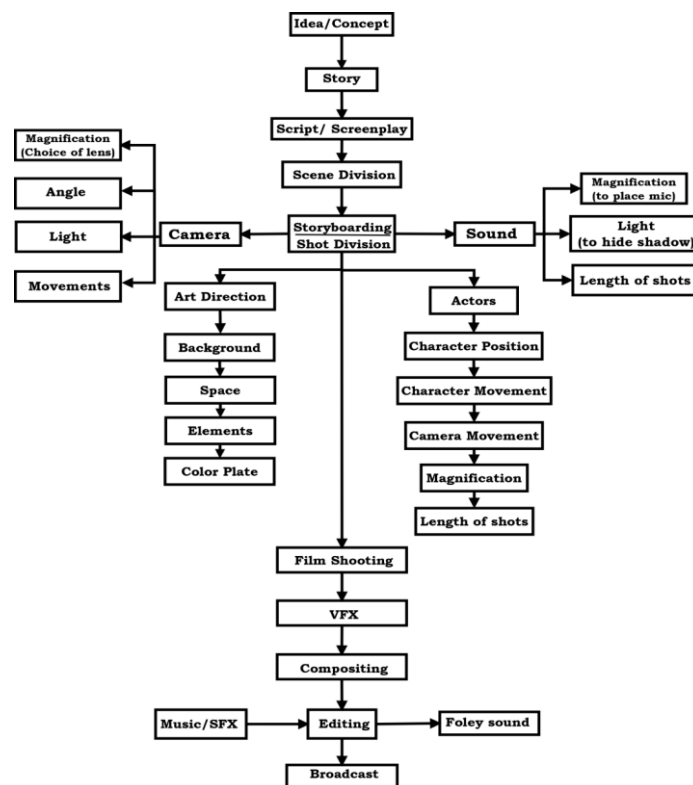 Idea/Concept
Story
Script/ Screenplay
Scene Division
Storyboarding
Shot Division
Camera
Magnification
(Choice of lens)
Angle
Light
Movements
Sound
Magnification
(to place mic)
Light
(to hide shadow)
Length of shots
Art Direction
Background
Space
Elements
Color Plate
Actors
Character Position
Character Movement
Camera Movement
Magnification
Length of shots
Film Shooting
VFX
Compositing
Music/SFX
Editing
Foley sound
Broadcast